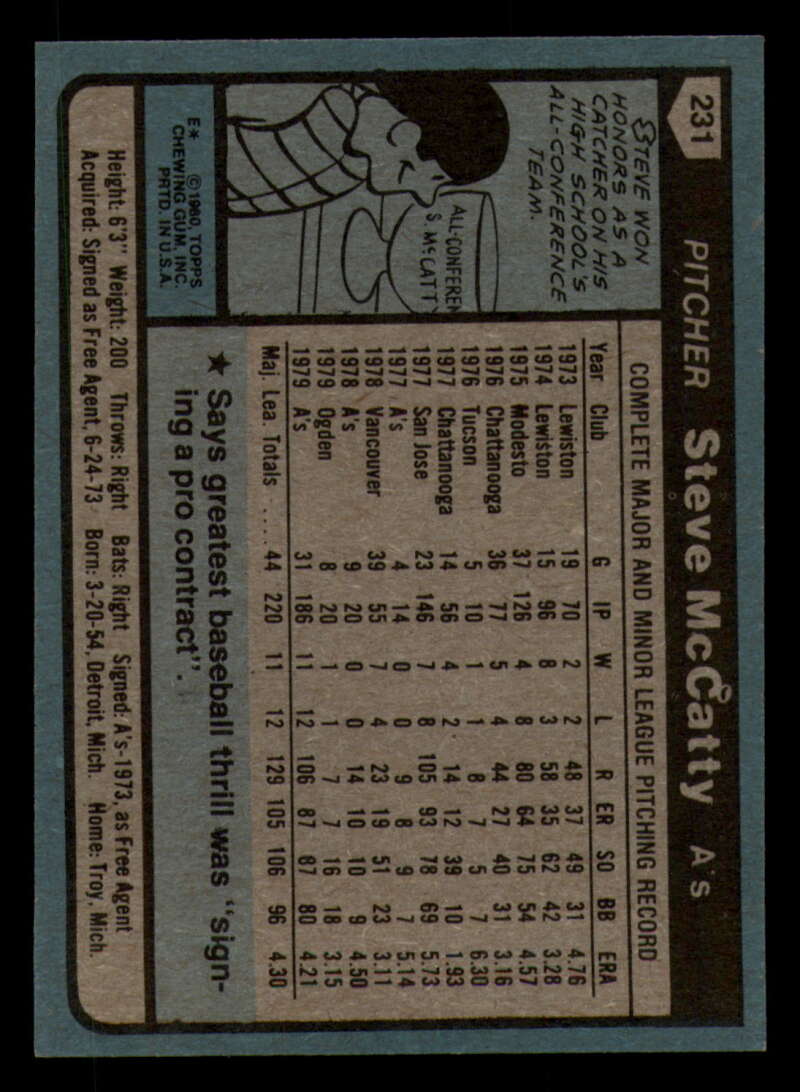 231
PITCHER Steve McCatty A's
STEVE WON
HONORS AS A
CATCHER ON HIS
HIGH SCHOOL'S
ALL-CONFERENCE
TEAM.
ALL-CONFEREN
S. McCATTY
E* © 1980, TOPPS
CHEWING GUM, INC.
PRTD. IN U.S.A.
COMPLETE MAJOR AND MINOR LEAGUE PITCHING RECORD
Year Club G IP W L R ER SO BB ERA
1973 Lewiston 19 70 2 2 48 37 49 31 4.76
1974 Lewiston 15 96 8 3 58 35 62 42 3.28
1975 Modesto 37 126 4 8 80 64 75 54 4.57
1976 Chattanooga 36 77 5 4 44 27 40 31 3.16
1976 Tucson 5 10 1 1 8 7 5 7 6.30
1977 Chattanooga 14 56 4 2 14 12 39 10 1.93
1977 San Jose 23 146 7 8 105 93 78 69 5.73
1977 A's 4 14 0 0 9 8 9 7 5.14
1978 Vancouver 39 55 7 4 23 19 51 23 3.11
1978 A's 9 20 0 0 14 10 10 9 4.50
1979 Ogden 8 20 1 1 7 7 16 18 3.15
1979 A's 31 186 11 12 106 87 87 80 4.21
Maj. Lea. Totals ..... 44 220 11 12 129 105 106 96 4.30
★ Says greatest baseball thrill was "sign-
ing a pro contract".
Height: 6'3" Weight: 200 Throws: Right Bats: Right Signed: A's-1973, as Free Agent
Acquired: Signed as Free Agent, 6-24-73 Born: 3-20-54, Detroit, Mich. Home: Troy, Mich.